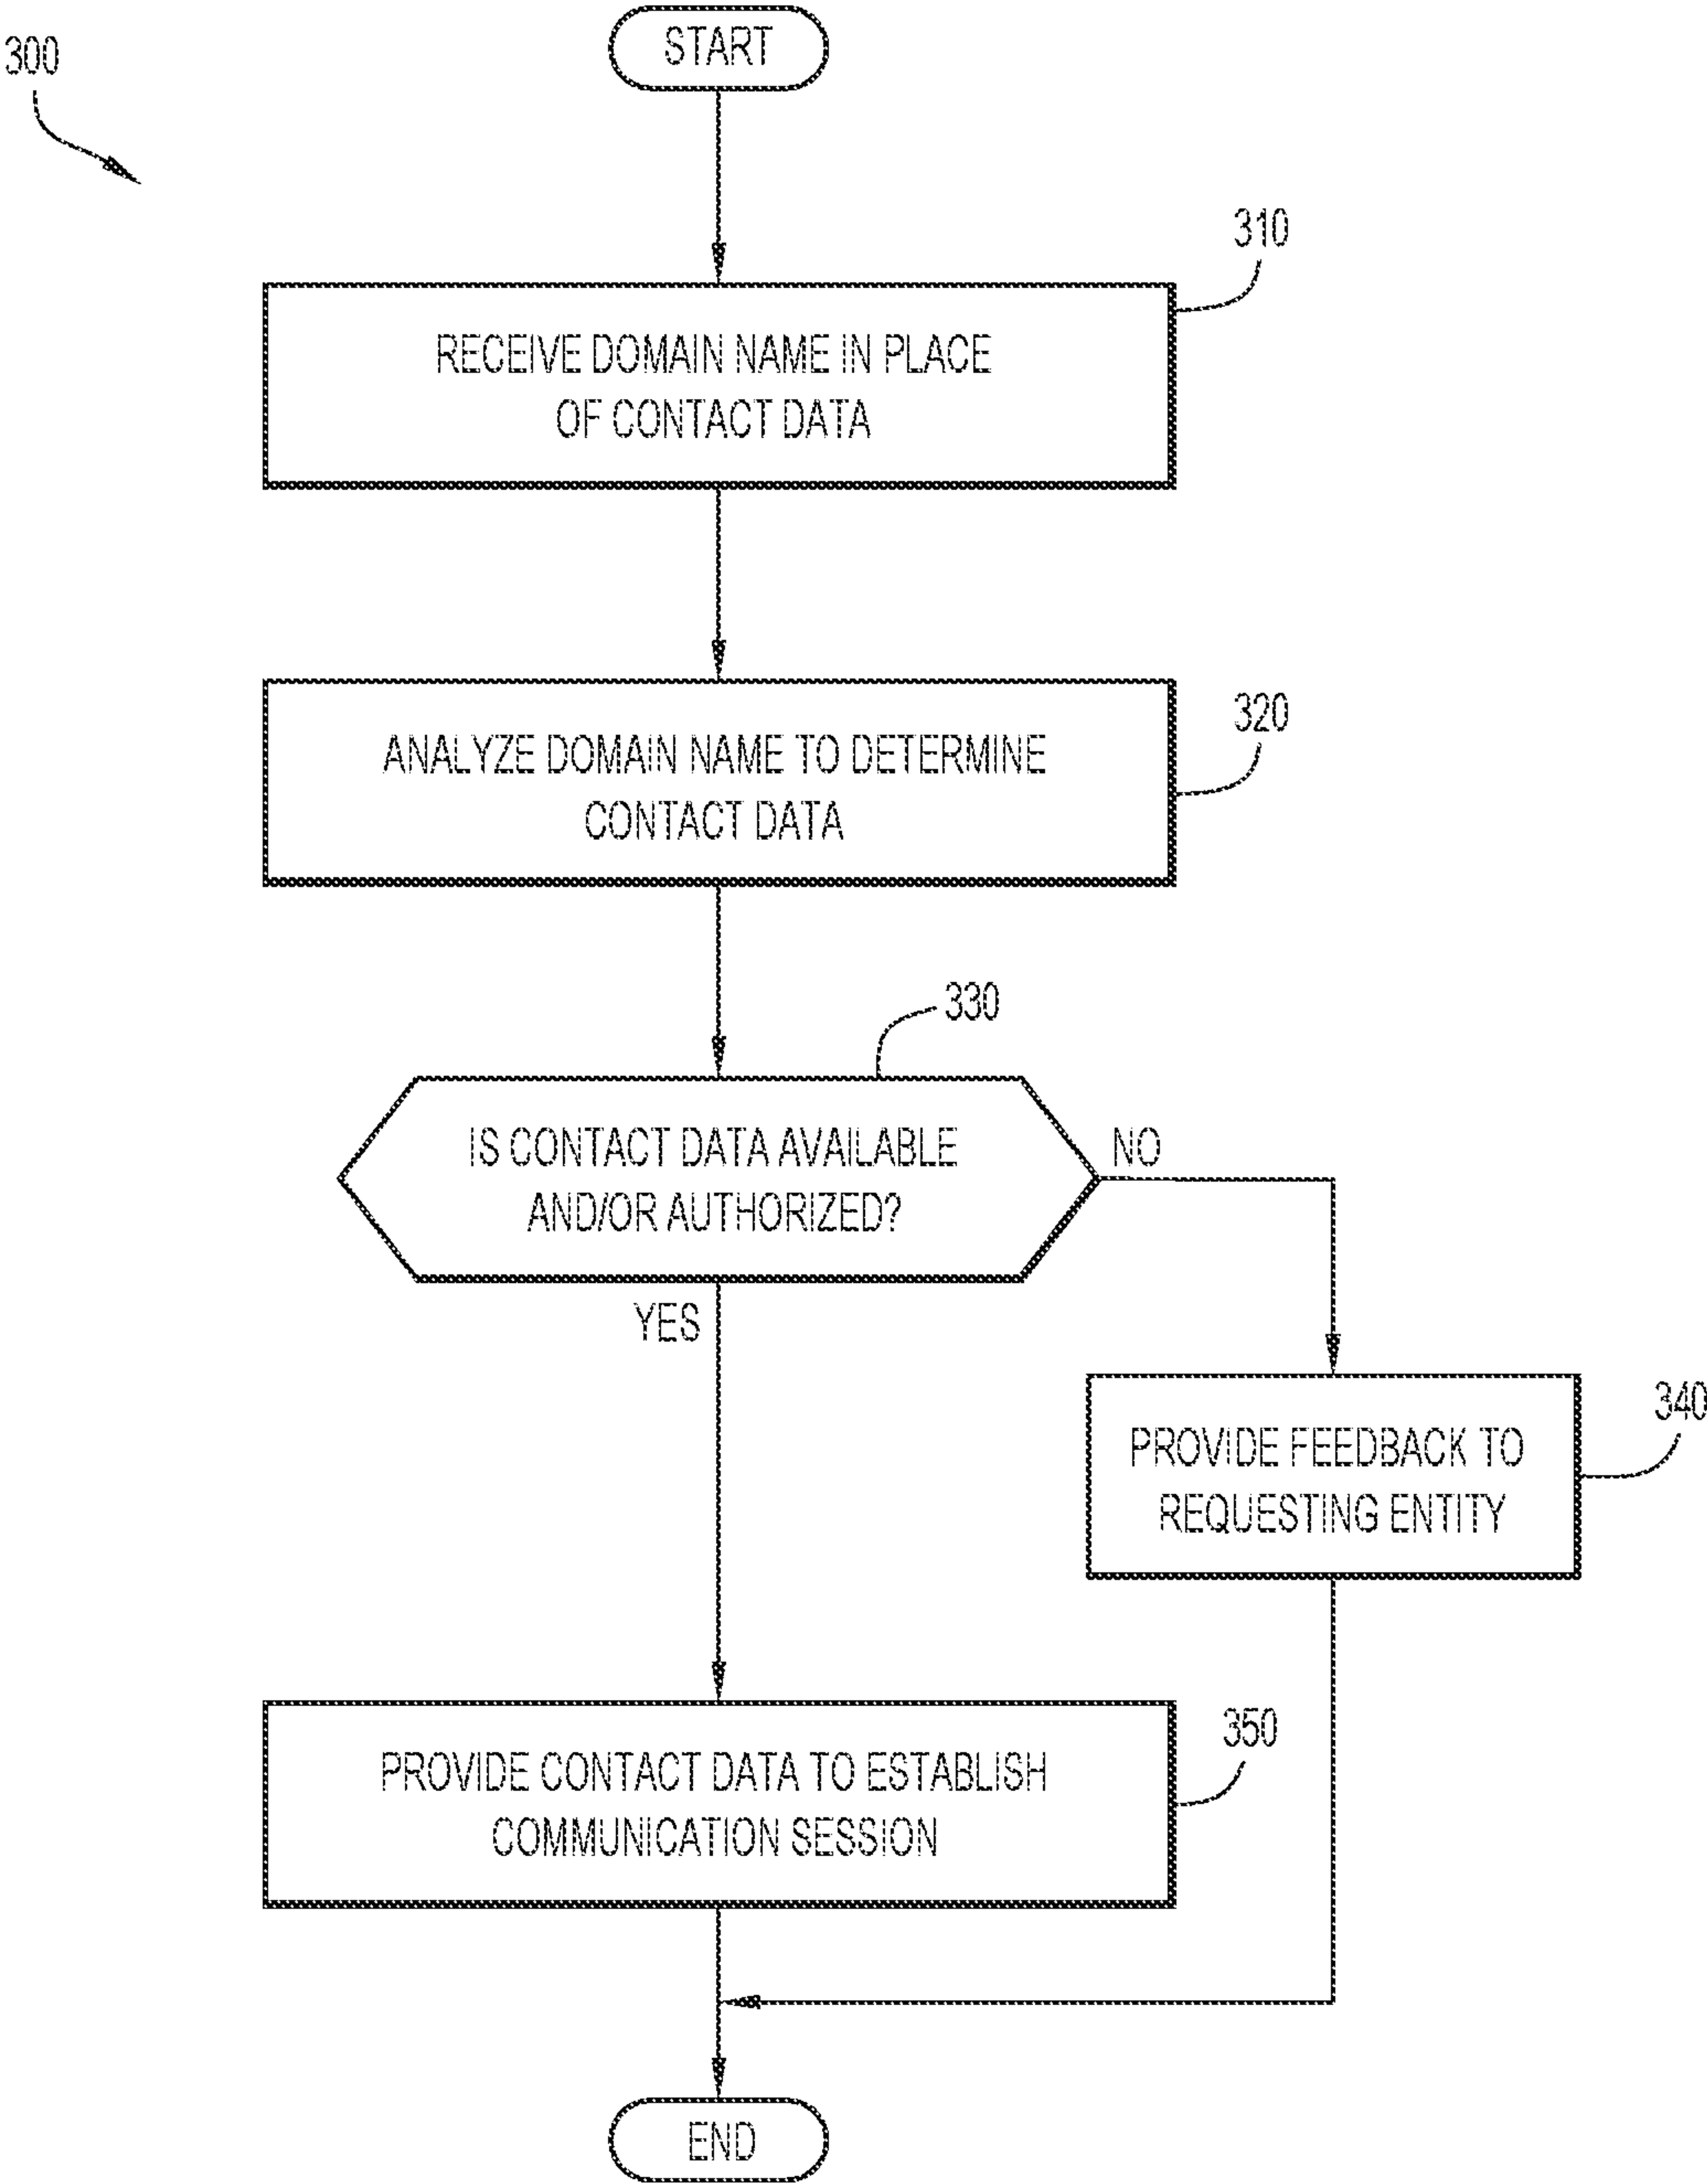 300
START
310
RECEIVE DOMAIN NAME IN PLACE
OF CONTACT DATA
320
ANALYZE DOMAIN NAME TO DETERMINE
CONTACT DATA
330
IS CONTACT DATA AVAILABLE
AND/OR AUTHORIZED?
NO
YES
340
PROVIDE FEEDBACK TO
REQUESTING ENTITY
350
PROVIDE CONTACT DATA TO ESTABLISH
COMMUNICATION SESSION
END